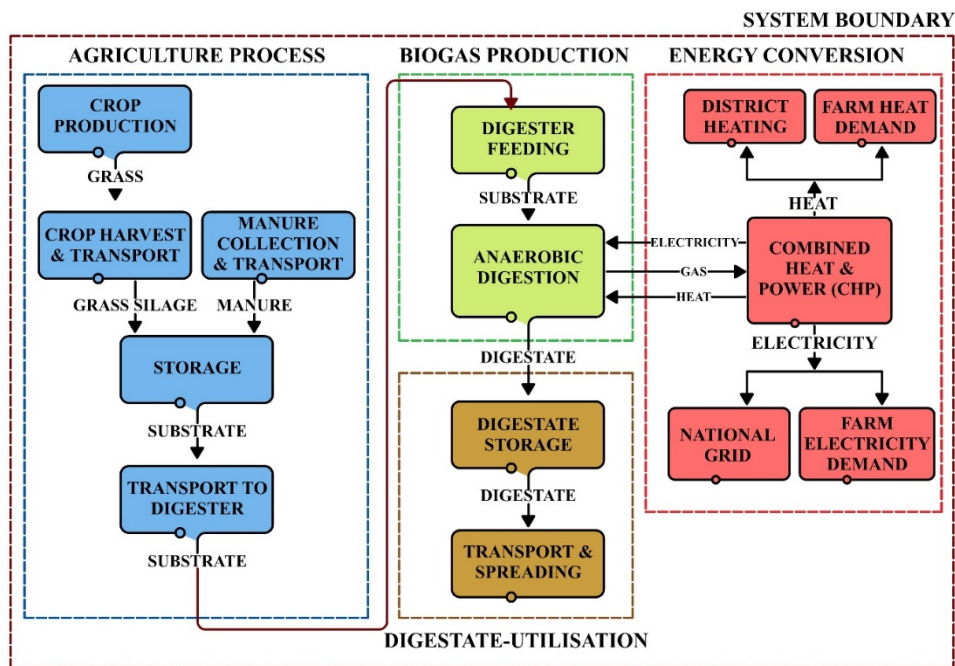 SYSTEM BOUNDARY
AGRICULTURE PROCESS
CROP
PRODUCTION
GRASS
CROP HARVEST
& TRANSPORT
MANURE
COLLECTION
& TRANSPORT
GRASS SILAGE
MANURE
STORAGE
SUBSTRATE
TRANSPORT TO
DIGESTER
SUBSTRATE
BIOGAS PRODUCTION
DIGESTER
FEEDING
SUBSTRATE
ANAEROBIC
DIGESTION
DIGESTATE
DIGESTATE
STORAGE
DIGESTATE
TRANSPORT &
SPREADING
DIGESTATE-UTILISATION
ENERGY CONVERSION
DISTRICT
HEATING
FARM HEAT
DEMAND
HEAT
ELECTRICITY
GAS
HEAT
COMBINED
HEAT &
POWER (CHP)
ELECTRICITY
NATIONAL
GRID
FARM
ELECTRICITY
DEMAND